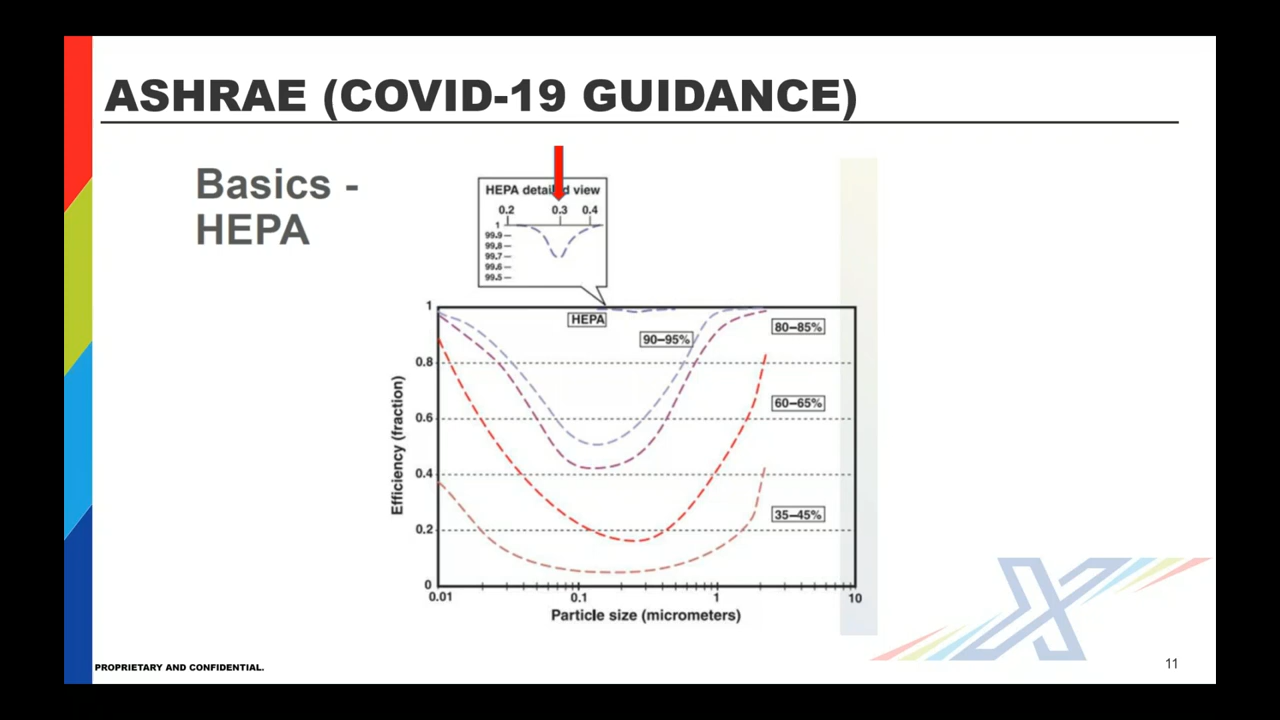 ASHRAE (COVID-19 GUIDANCE)
Basics -
HEPA
HEPA detailed view
0.2 0.3 0.4
1
99.9
99.8
99.7
99.6
99.5
1
0.8
0.6
0.4
0.2
0
Efficiency (fraction)
HEPA
90–95%
80–85%
60–65%
35–45%
0.01 0.1 1 10
Particle size (micrometers)
PROPRIETARY AND CONFIDENTIAL.
11